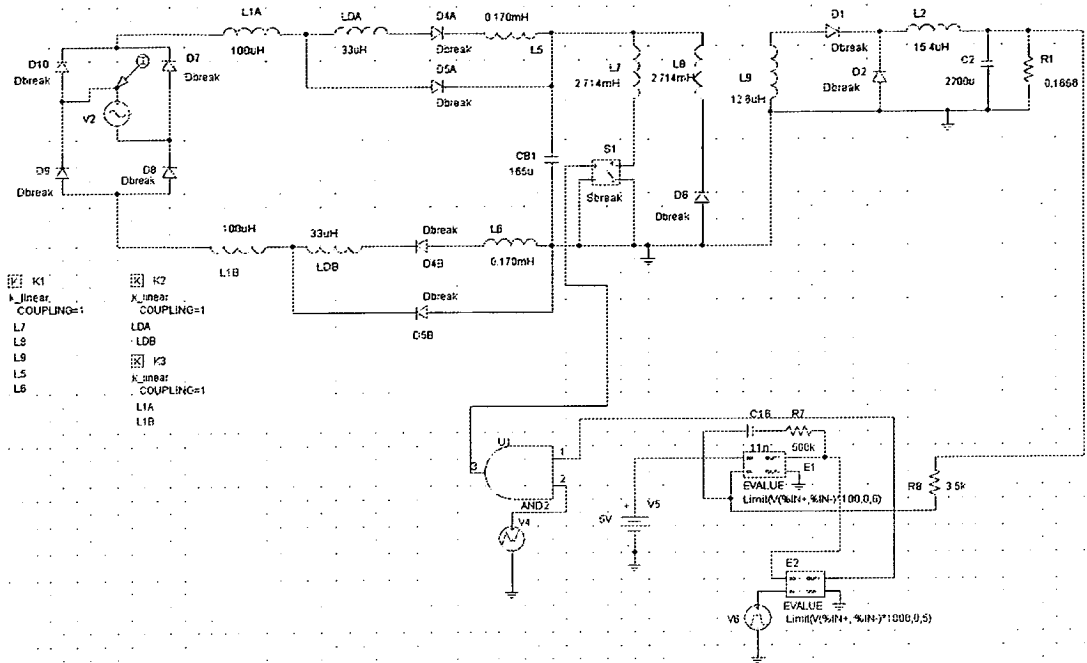 L1A
100uH
LDA
33uH
D4A
Dbreak
0.170mH
L5
D5A
Dbreak
D10
Dbreak
D7
Dbreak
V2
D9
Dbreak
D8
Dbreak
CB1
165u
L7
2.714mH
L8
2.714mH
S1
Sbreak
D6
Dbreak
L9
12.6uH
D1
Dbreak
D2
Dbreak
L2
15.4uH
C2
2200u
R1
0.1666
100uH
L1B
33uH
LDB
Dbreak
D4B
L6
0.170mH
Dbreak
D5B
K K1
k_linear
COUPLING=1
L7
L8
L9
L5
L6
K K2
K_linear
COUPLING=1
LDA
LDB
K K3
K_linear
COUPLING=1
L1A
L1B
U1
1
2
3
AND2
V4
V5
5V
C16
11n
R7
500k
E1
EVALUE
Limit(V(%IN+,%IN-)*100,0,6)
R8
3.5k
E2
EVALUE
Limit(V(%IN+, %IN-)*1000,0,5)
V6